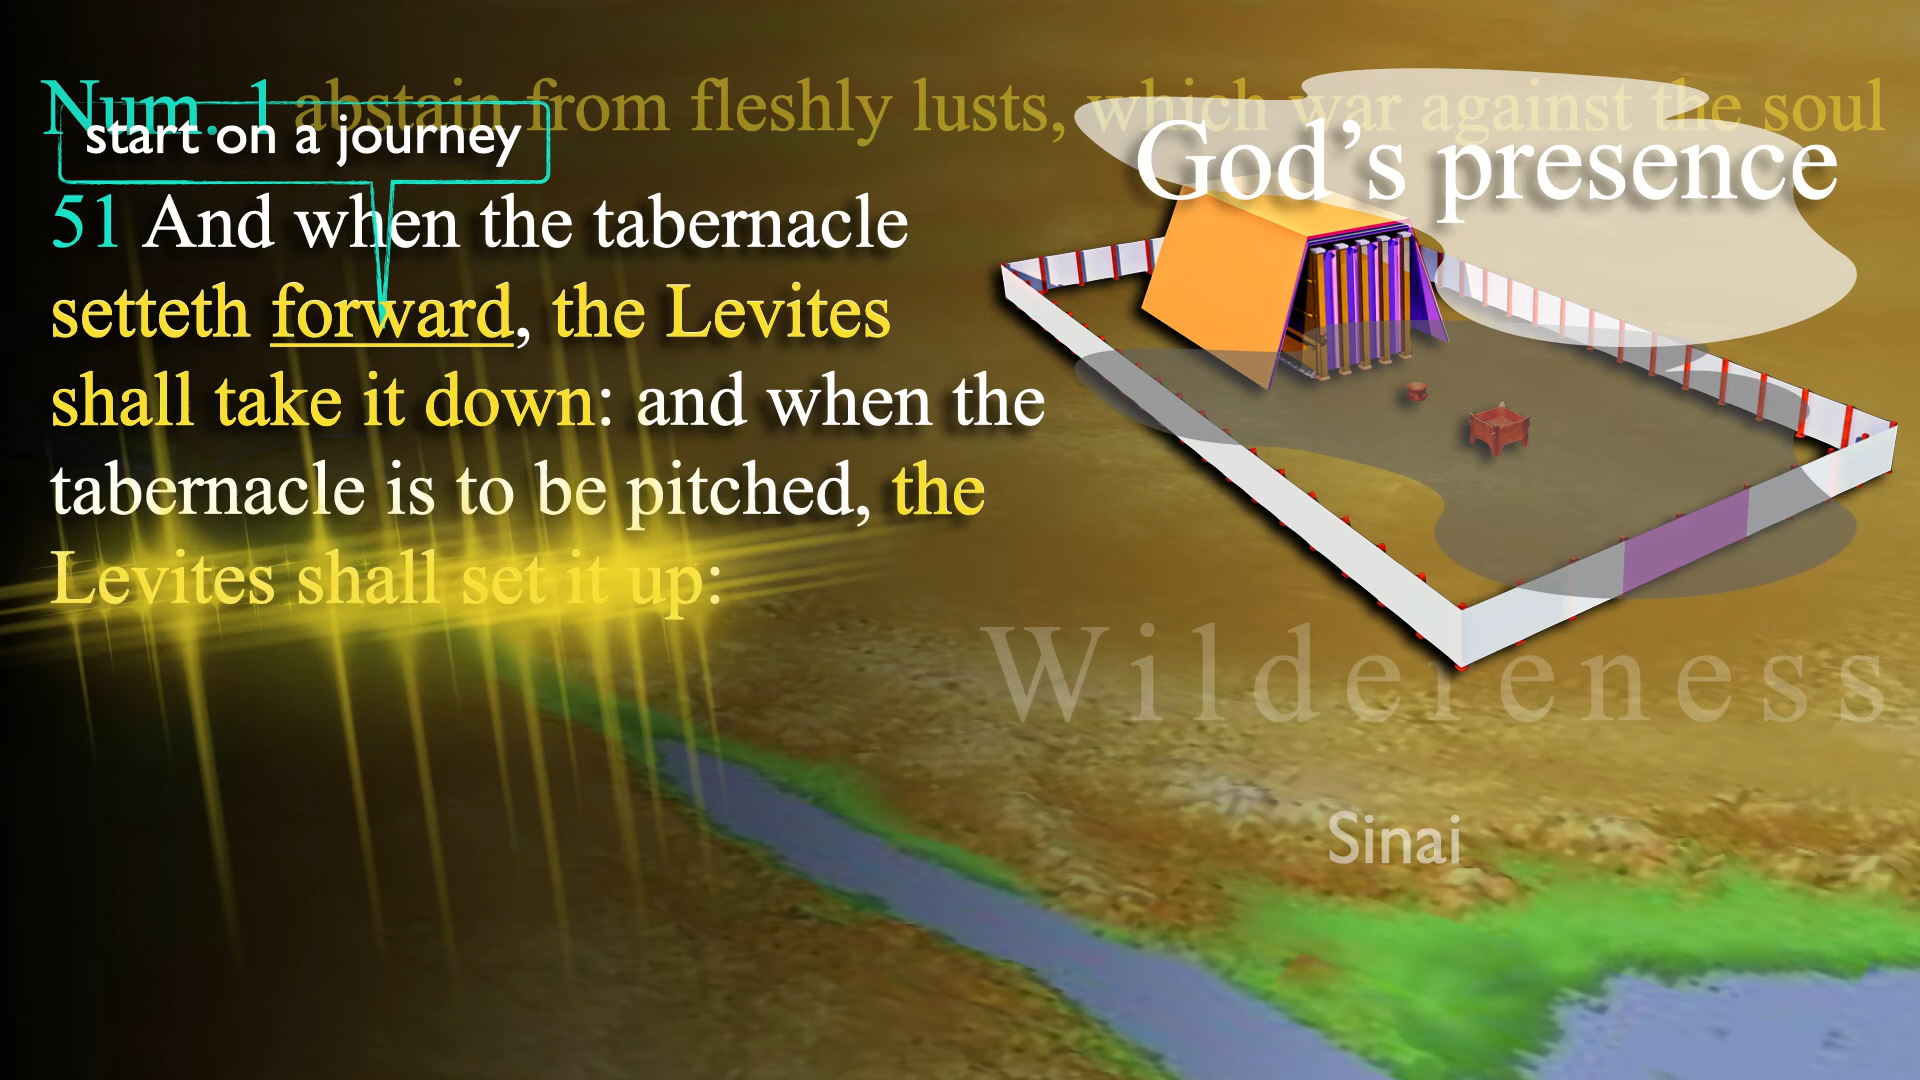 Num. 1 abstain from fleshly lusts, which war against the soul
start on a journey
God’s presence
51 And when the tabernacle
setteth forward, the Levites
shall take it down: and when the
tabernacle is to be pitched, the
Levites shall set it up:
Wildereness
Sinai